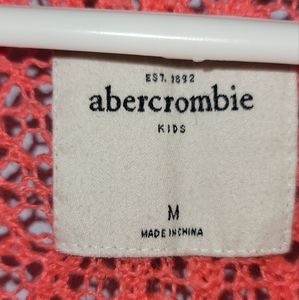 EST. 1892
abercrombie
KIDS
M
MADE IN CHINA